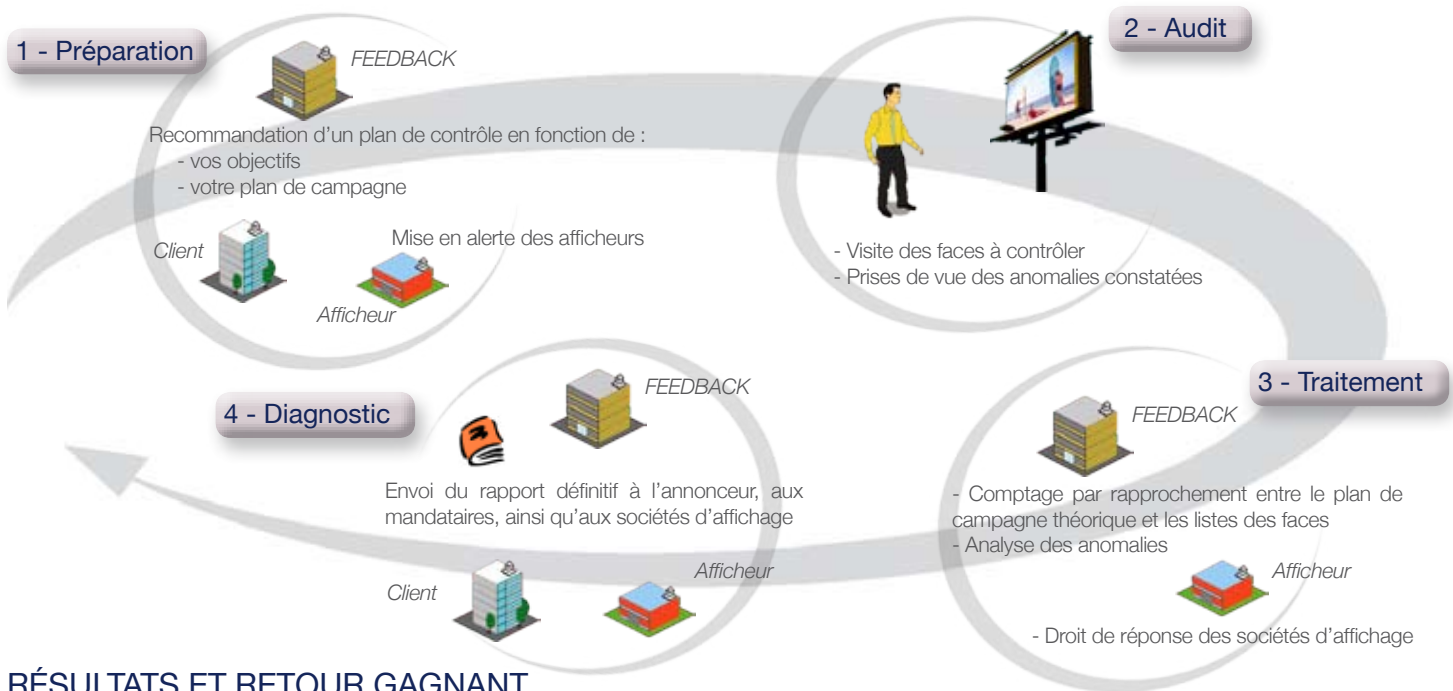 1 - Préparation
FEEDBACK
Recommandation d'un plan de contrôle en fonction de :
- vos objectifs
- votre plan de campagne
Client
Mise en alerte des afficheurs
Afficheur
2 - Audit
- Visite des faces à contrôler
- Prises de vue des anomalies constatées
3 - Traitement
FEEDBACK
- Comptage par rapprochement entre le plan de
campagne théorique et les listes des faces
- Analyse des anomalies
Afficheur
- Droit de réponse des sociétés d'affichage
4 - Diagnostic
FEEDBACK
Envoi du rapport définitif à l'annonceur, aux
mandataires, ainsi qu'aux sociétés d'affichage
Client
Afficheur
RÉSULTATS ET RETOUR GAGNANT